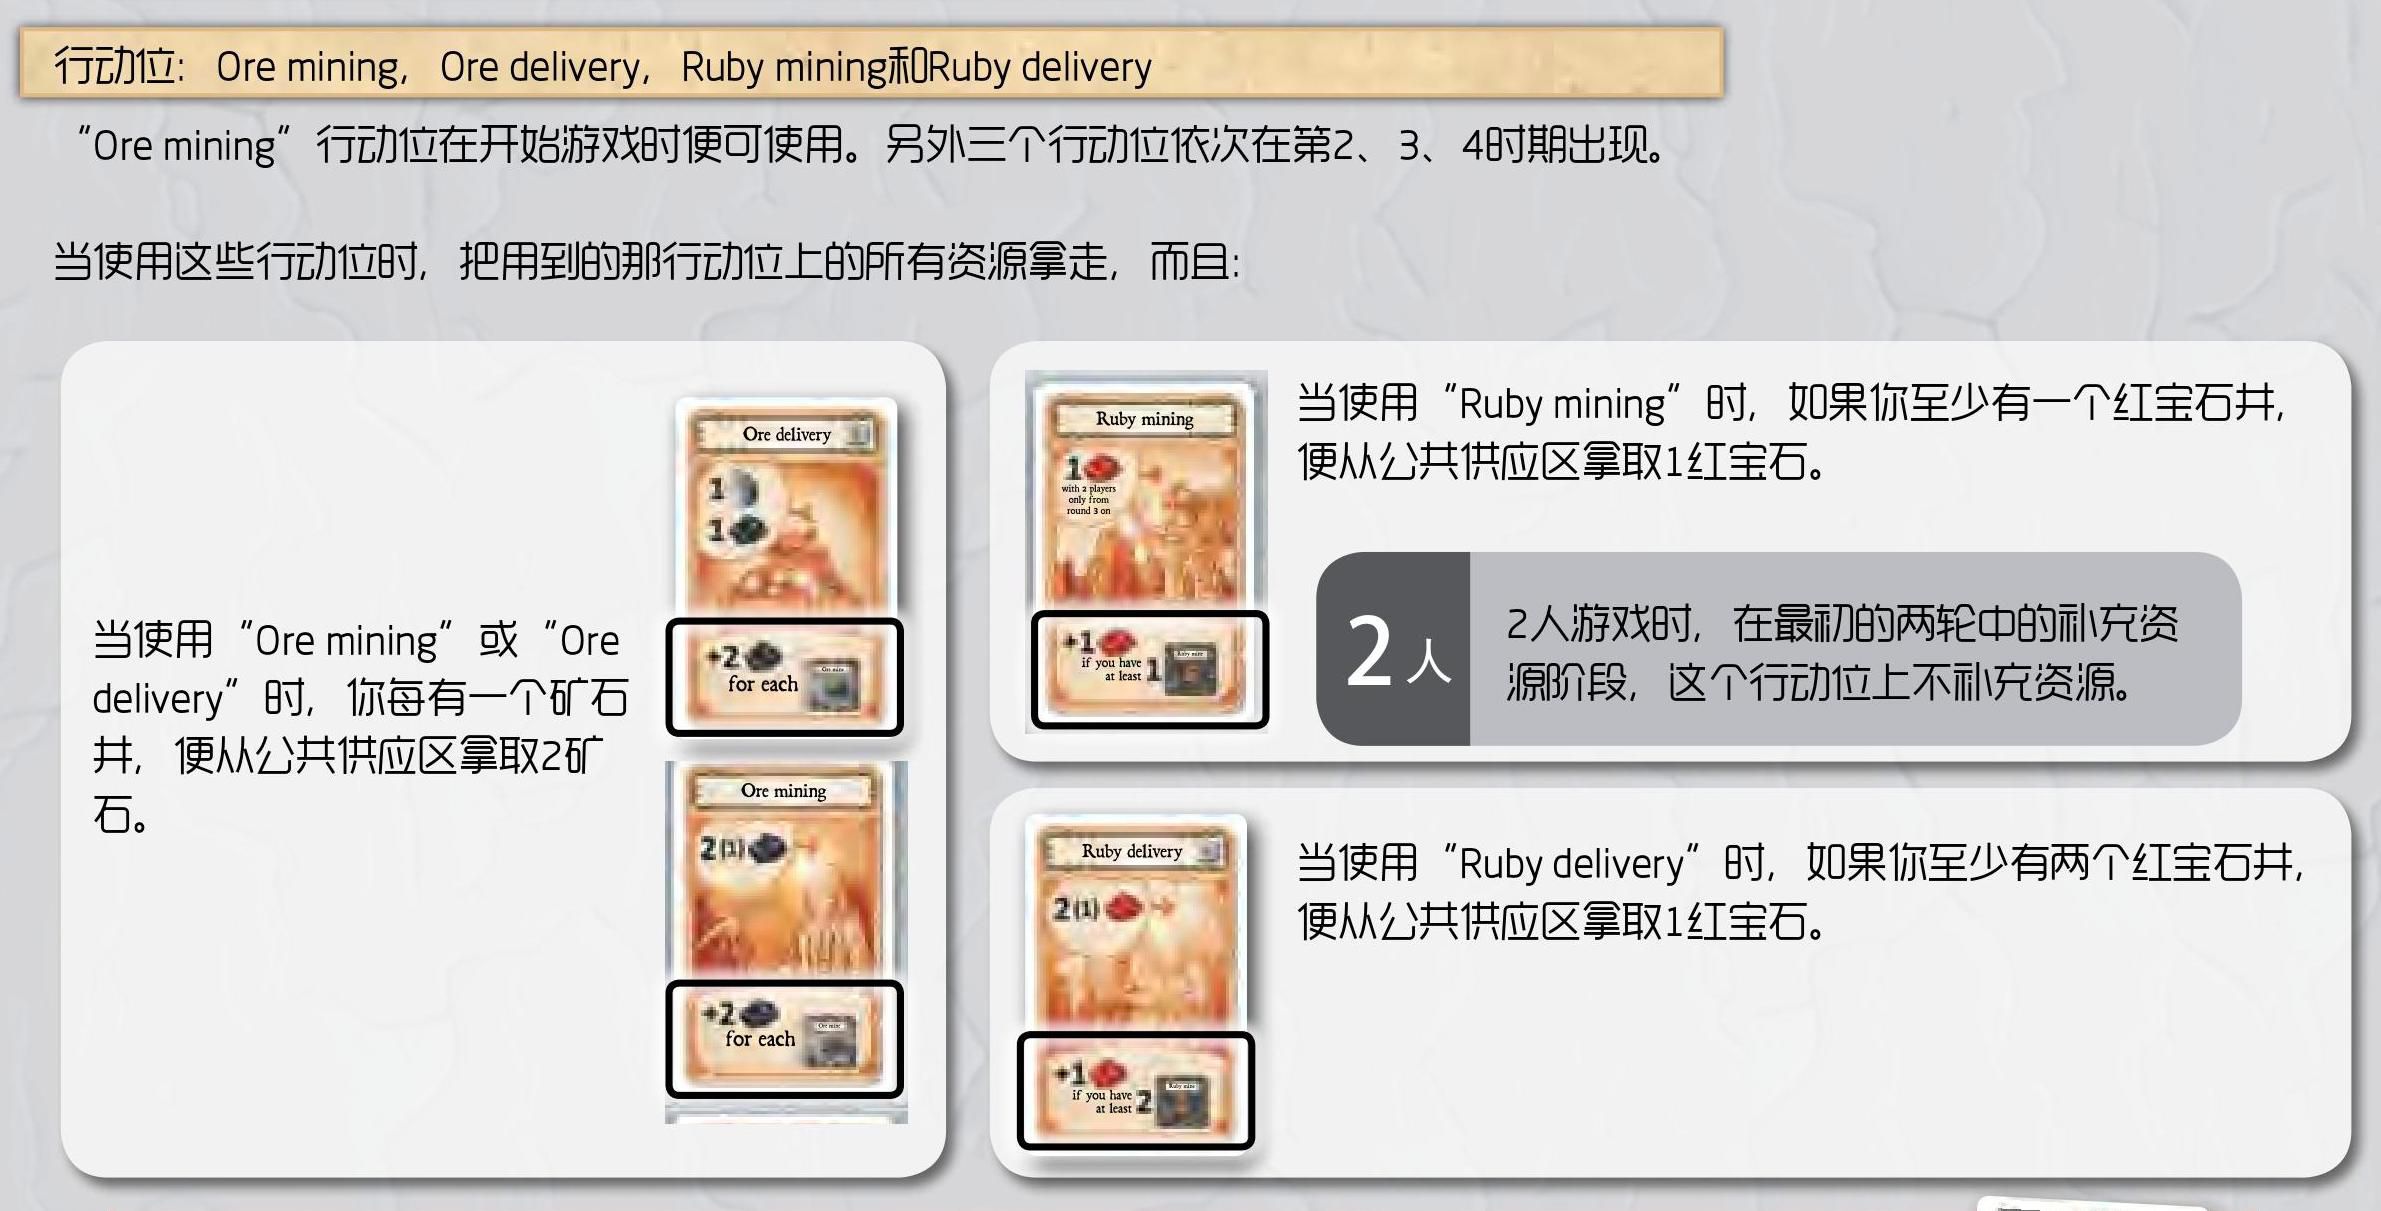 行动位： Ore mining， Ore delivery， Ruby mining和Ruby delivery
“Ore mining”行动位在开始游戏时便可使用。另外三个行动位依次在第2、3、4时期出现。
当使用这些行动位时，把用到的那行动位上的所有资源拿走，而且：
当使用“Ore mining”或“Ore
delivery”时，你每有一个矿石
井，便从公共供应区拿取2矿
石。
Ore delivery
1
1
+2
for each
Ore mine
Ore mining
2(1)
+2
for each
Ore mine
Ruby mining
1
with 2 players
only from
round 3 on
+1
if you have
at least 1
Ruby mine
当使用“Ruby mining”时，如果你至少有一个红宝石井，
便从公共供应区拿取1红宝石。
2人
2人游戏时，在最初的两轮中的补充资
源阶段，这个行动位上不补充资源。
Ruby delivery
2(1)
+1
if you have
at least 2
Ruby mine
当使用“Ruby delivery”时，如果你至少有两个红宝石井，
便从公共供应区拿取1红宝石。